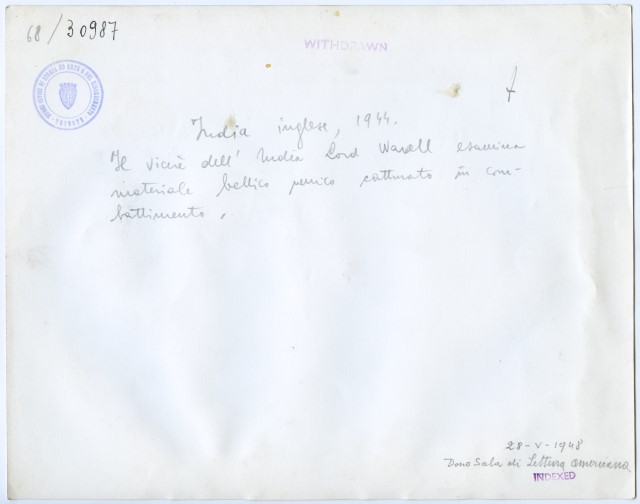 68/30987
WITHDRAWN
TRIESTE
India inglese, 1944.
Il vicerè dell'India Lord Wavell esamina
materiale bellico nemico catturato in com-
battimento.
28-V-1948
Dono Sala di Lettura americana
INDEXED